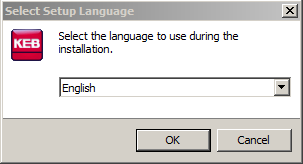 Select Setup Language
KEB
Select the language to use during the
installation.
English
OK
Cancel